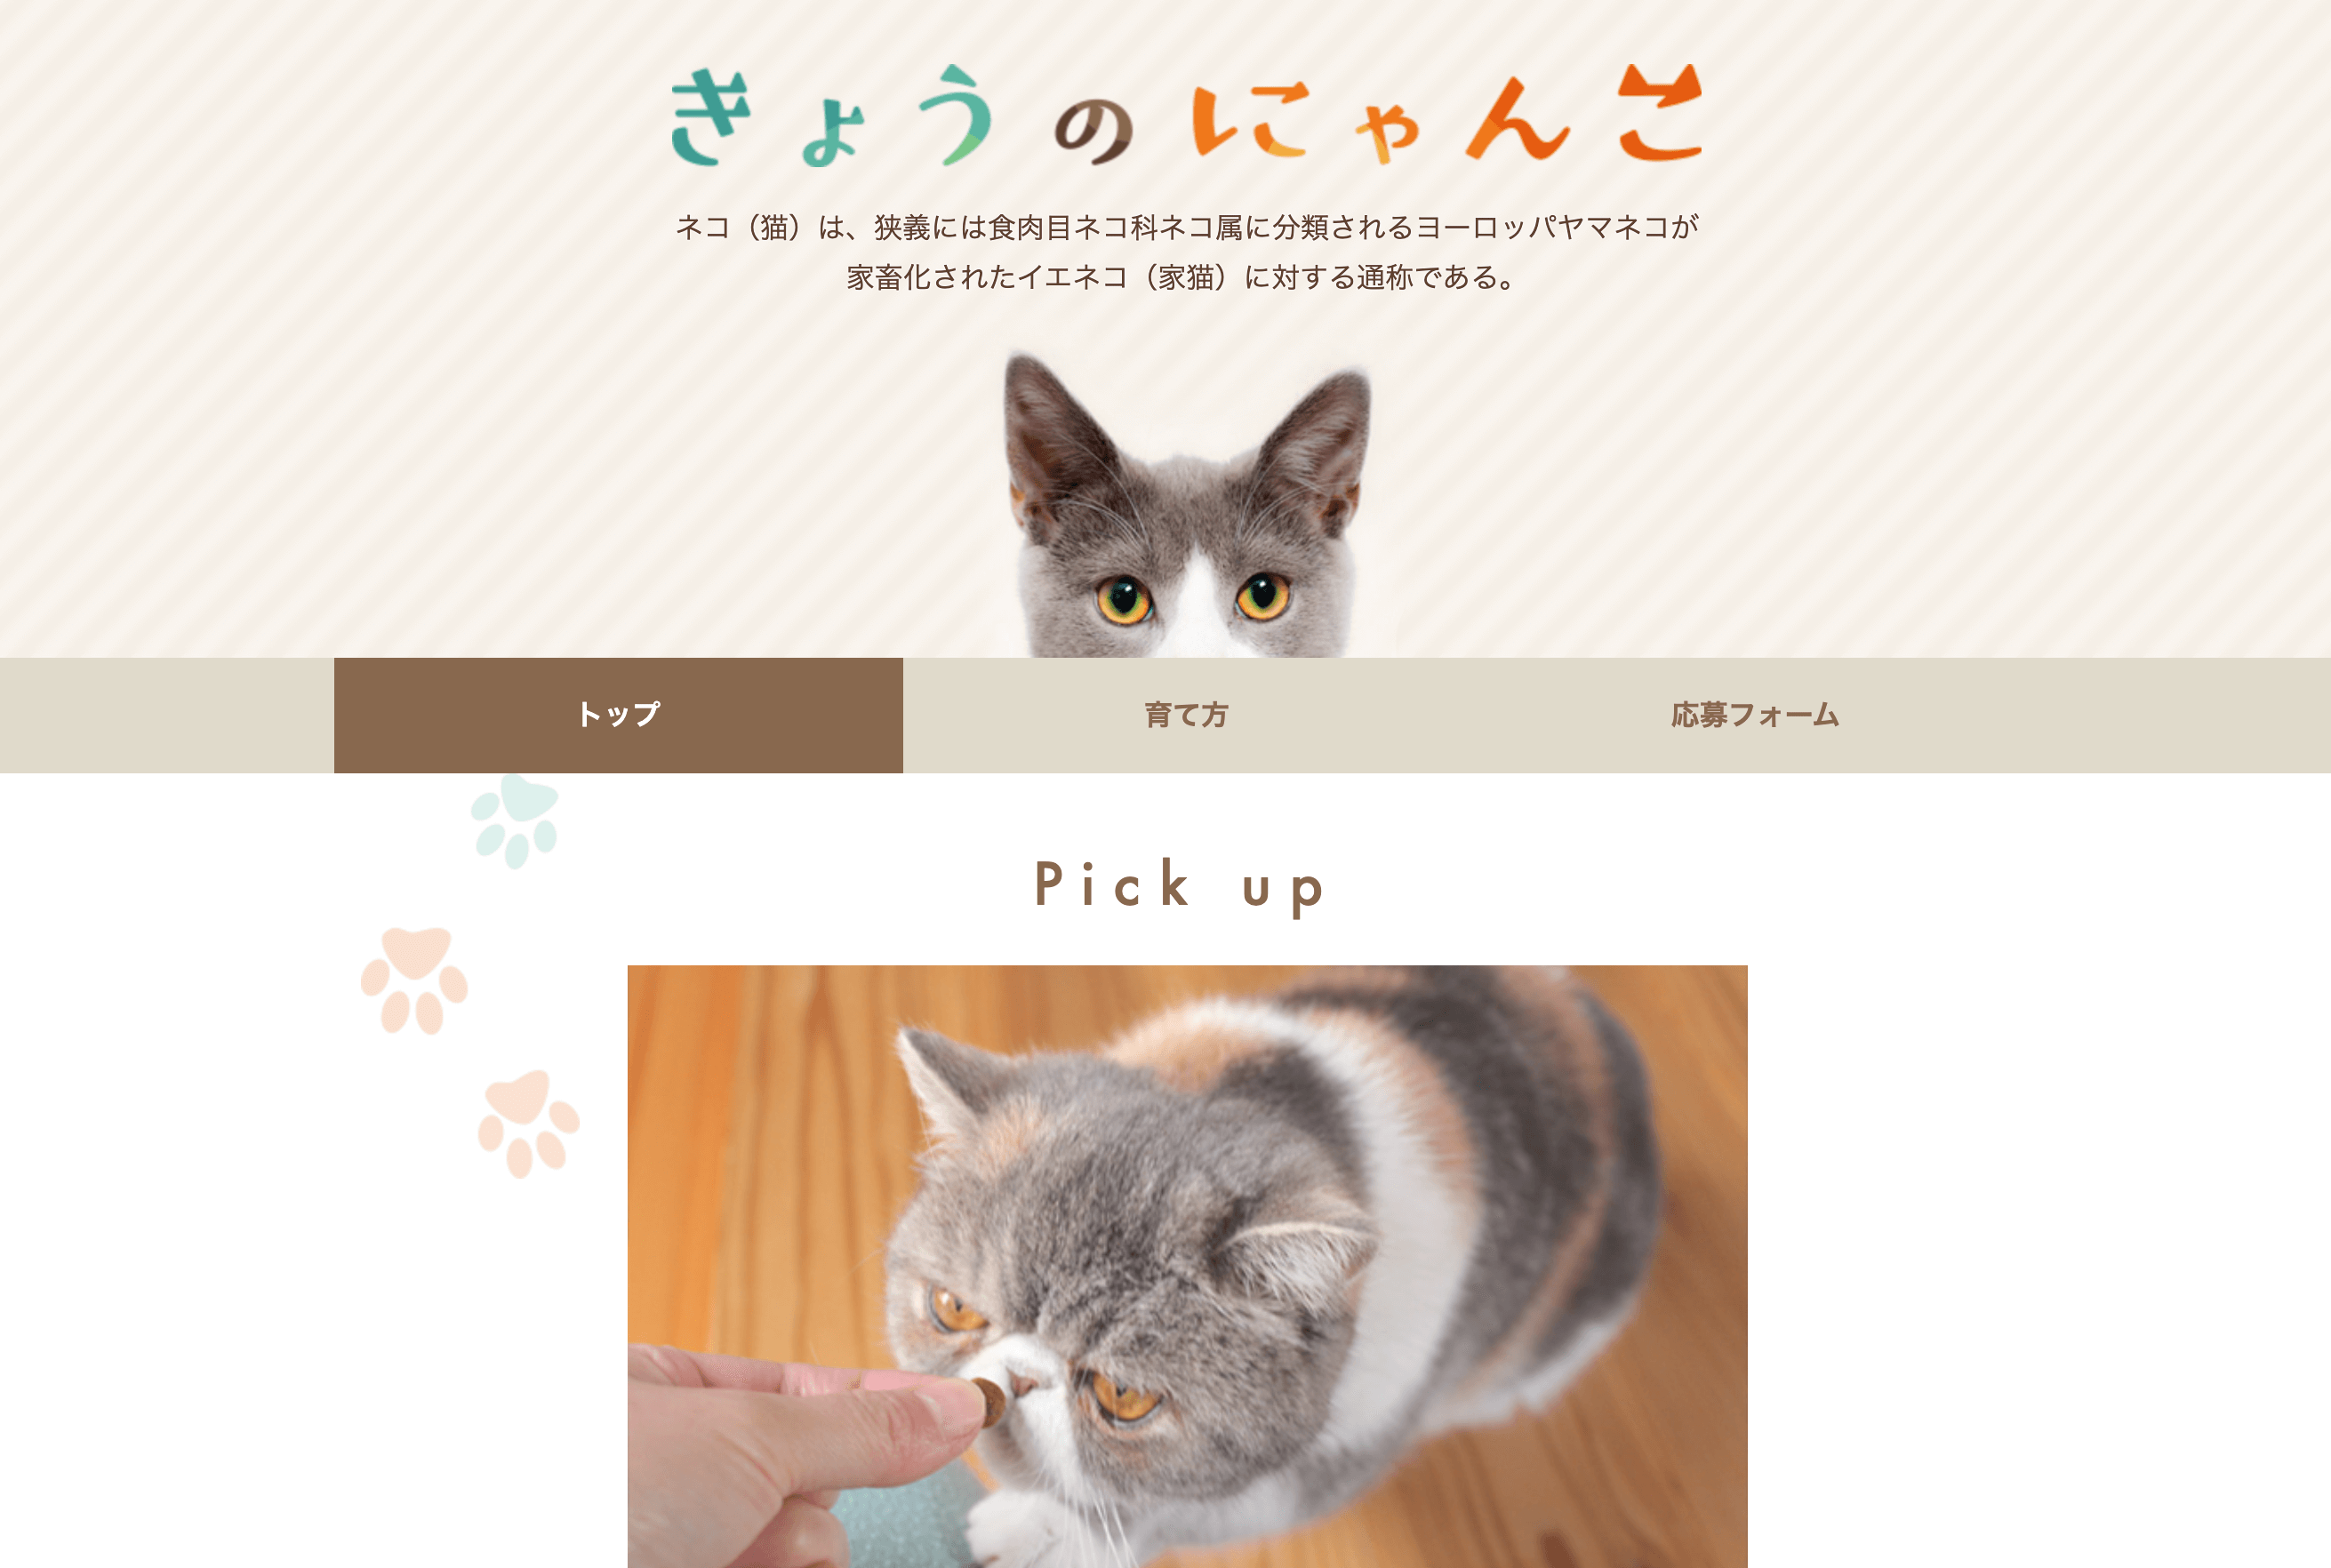 きょうのにゃんこ
ネコ（猫）は、狭義には食肉目ネコ科ネコ属に分類されるヨーロッパヤマネコが
家畜化されたイエネコ（家猫）に対する通称である。
トップ 育て方 応募フォーム
Pick up